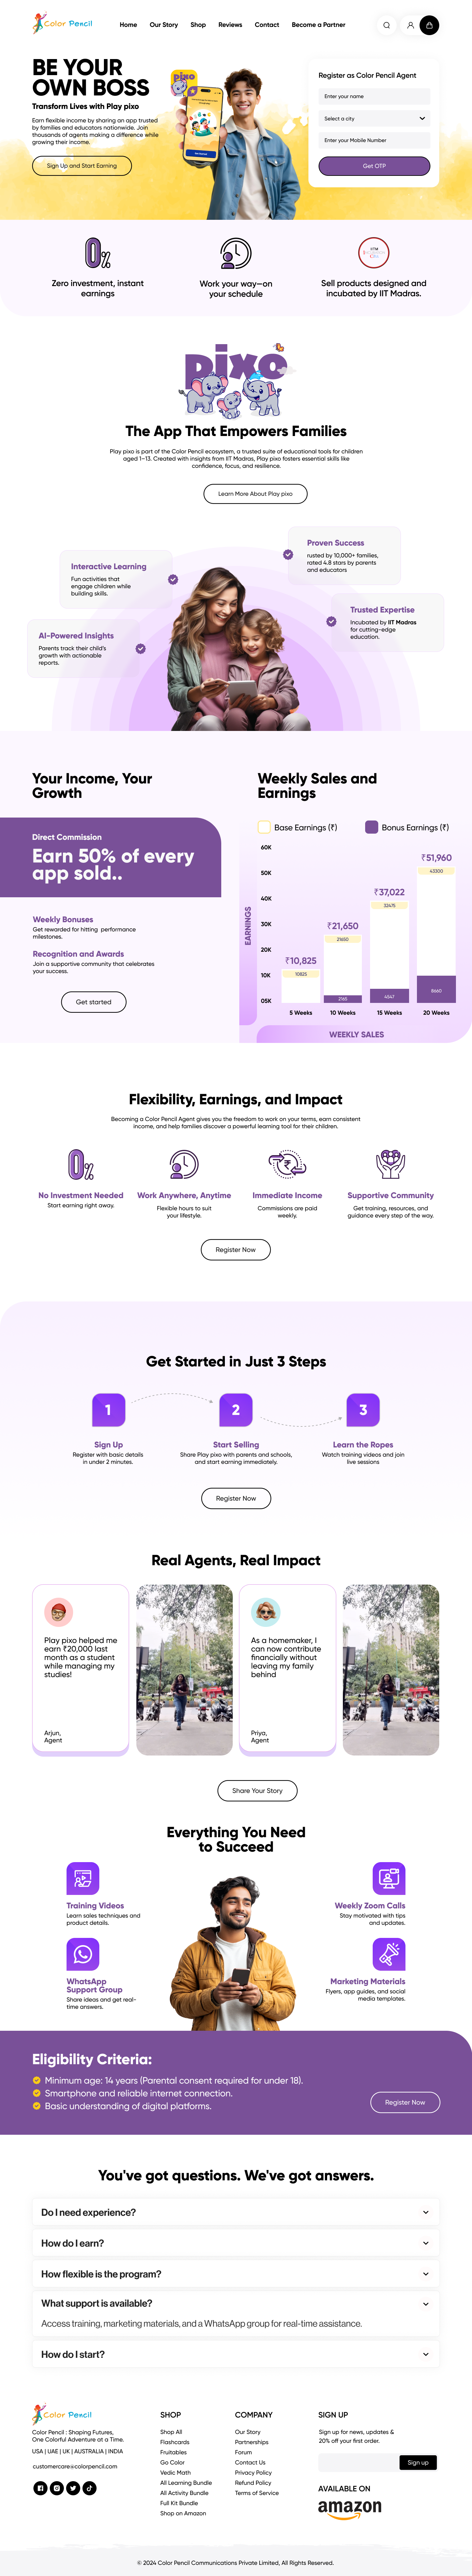 Color Pencil
Home
Our Story
Shop
Reviews
Contact
Become a Partner
BE YOUR
OWN BOSS
Transform Lives with Play pixo
Earn flexible income by sharing an app trusted
by families and educators nationwide. Join
thousands of agents making a difference while
growing their income.
Sign Up and Start Earning
pixo
Register as Color Pencil Agent
Enter your name
Select a city
Enter your Mobile Number
Get OTP
0%
Zero investment, instant
earnings
Work your way—on
your schedule
Sell products designed and
incubated by IIT Madras.
pixo
The App That Empowers Families
Play pixo is part of the Color Pencil ecosystem, a trusted suite of educational tools for children
aged 1–13. Created with insights from IIT Madras, Play pixo fosters essential skills like
confidence, focus, and resilience.
Learn More About Play pixo
Proven Success
rusted by 10,000+ families,
rated 4.8 stars by parents
and educators
Interactive Learning
Fun activities that
engage children while
building skills.
Trusted Expertise
Incubated by IIT Madras
for cutting-edge
education.
AI-Powered Insights
Parents track their child's
growth with actionable
reports.
Your Income, Your
Growth
Direct Commission
Earn 50% of every
app sold..
Weekly Bonuses
Get rewarded for hitting performance
milestones.
Recognition and Awards
Join a supportive community that celebrates
your success.
Get started
Weekly Sales and
Earnings
Base Earnings (₹)
Bonus Earnings (₹)
60K
50K
40K
30K
20K
10K
05K
EARNINGS
₹10,825
10825
₹21,650
21650
2165
₹37,022
32475
4547
₹51,960
43300
8660
5 Weeks
10 Weeks
15 Weeks
20 Weeks
WEEKLY SALES
Flexibility, Earnings, and Impact
Becoming a Color Pencil Agent gives you the freedom to work on your terms, earn consistent
income, and help families discover a powerful learning tool for their children.
0%
No Investment Needed
Start earning right away.
Work Anywhere, Anytime
Flexible hours to suit
your lifestyle.
Immediate Income
Commissions are paid
weekly.
Supportive Community
Get training, resources, and
guidance every step of the way.
Register Now
Get Started in Just 3 Steps
1
2
3
Sign Up
Register with basic details
in under 2 minutes.
Start Selling
Share Play pixo with parents and schools,
and start earning immediately.
Learn the Ropes
Watch training videos and join
live sessions
Register Now
Real Agents, Real Impact
Play pixo helped me
earn ₹20,000 last
month as a student
while managing my
studies!
Arjun,
Agent
As a homemaker, I
can now contribute
financially without
leaving my family
behind
Priya,
Agent
Share Your Story
Everything You Need
to Succeed
Training Videos
Learn sales techniques and
product details.
Weekly Zoom Calls
Stay motivated with tips
and updates.
WhatsApp
Support Group
Share ideas and get real-
time answers.
Marketing Materials
Flyers, app guides, and social
media templates.
Eligibility Criteria:
Minimum age: 14 years (Parental consent required for under 18).
Smartphone and reliable internet connection.
Basic understanding of digital platforms.
Register Now
You've got questions. We've got answers.
Do I need experience?
How do I earn?
How flexible is the program?
What support is available?
Access training, marketing materials, and a WhatsApp group for real-time assistance.
How do I start?
Color Pencil
Color Pencil : Shaping Futures,
One Colorful Adventure at a Time.
USA | UAE | UK | AUSTRALIA | INDIA
customercare@colorpencil.com
SHOP
Shop All
Flashcards
Fruitables
Go Color
Vedic Math
All Learning Bundle
All Activity Bundle
Full Kit Bundle
Shop on Amazon
COMPANY
Our Story
Partnerships
Forum
Contact Us
Privacy Policy
Refund Policy
Terms of Service
SIGN UP
Sign up for news, updates &
20% off your first order.
Sign up
AVAILABLE ON
amazon
© 2024 Color Pencil Communications Private Limited, All Rights Reserved.